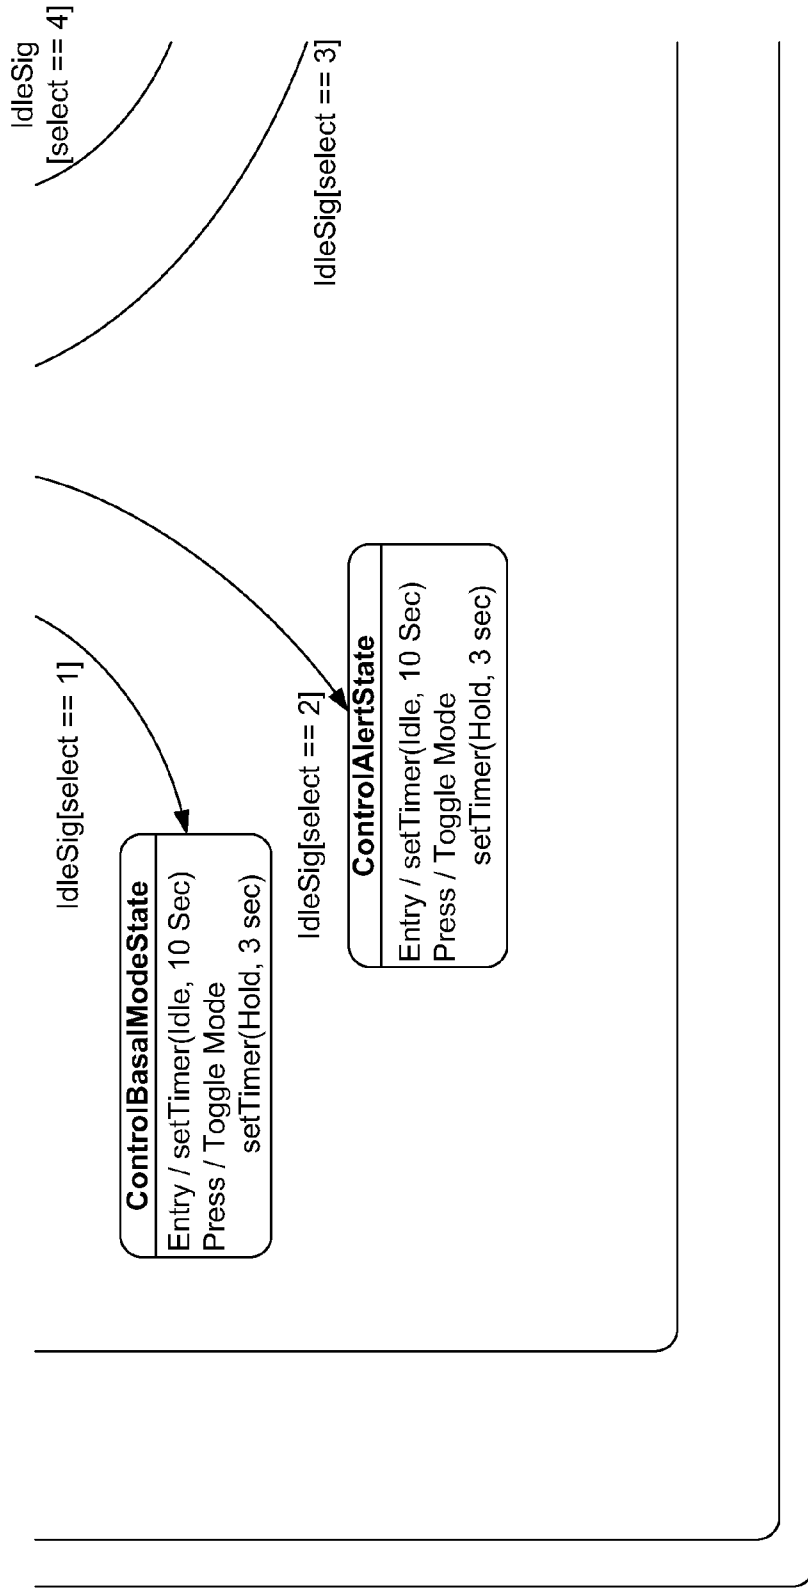 IdleSig
[select == 4]
IdleSig[select == 3]
IdleSig[select == 1]
ControlBasalModeState
Entry / setTimer(Idle, 10 Sec)
Press / Toggle Mode
setTimer(Hold, 3 sec)
IdleSig[select == 2]
ControlAlertState
Entry / setTimer(Idle, 10 Sec)
Press / Toggle Mode
setTimer(Hold, 3 sec)